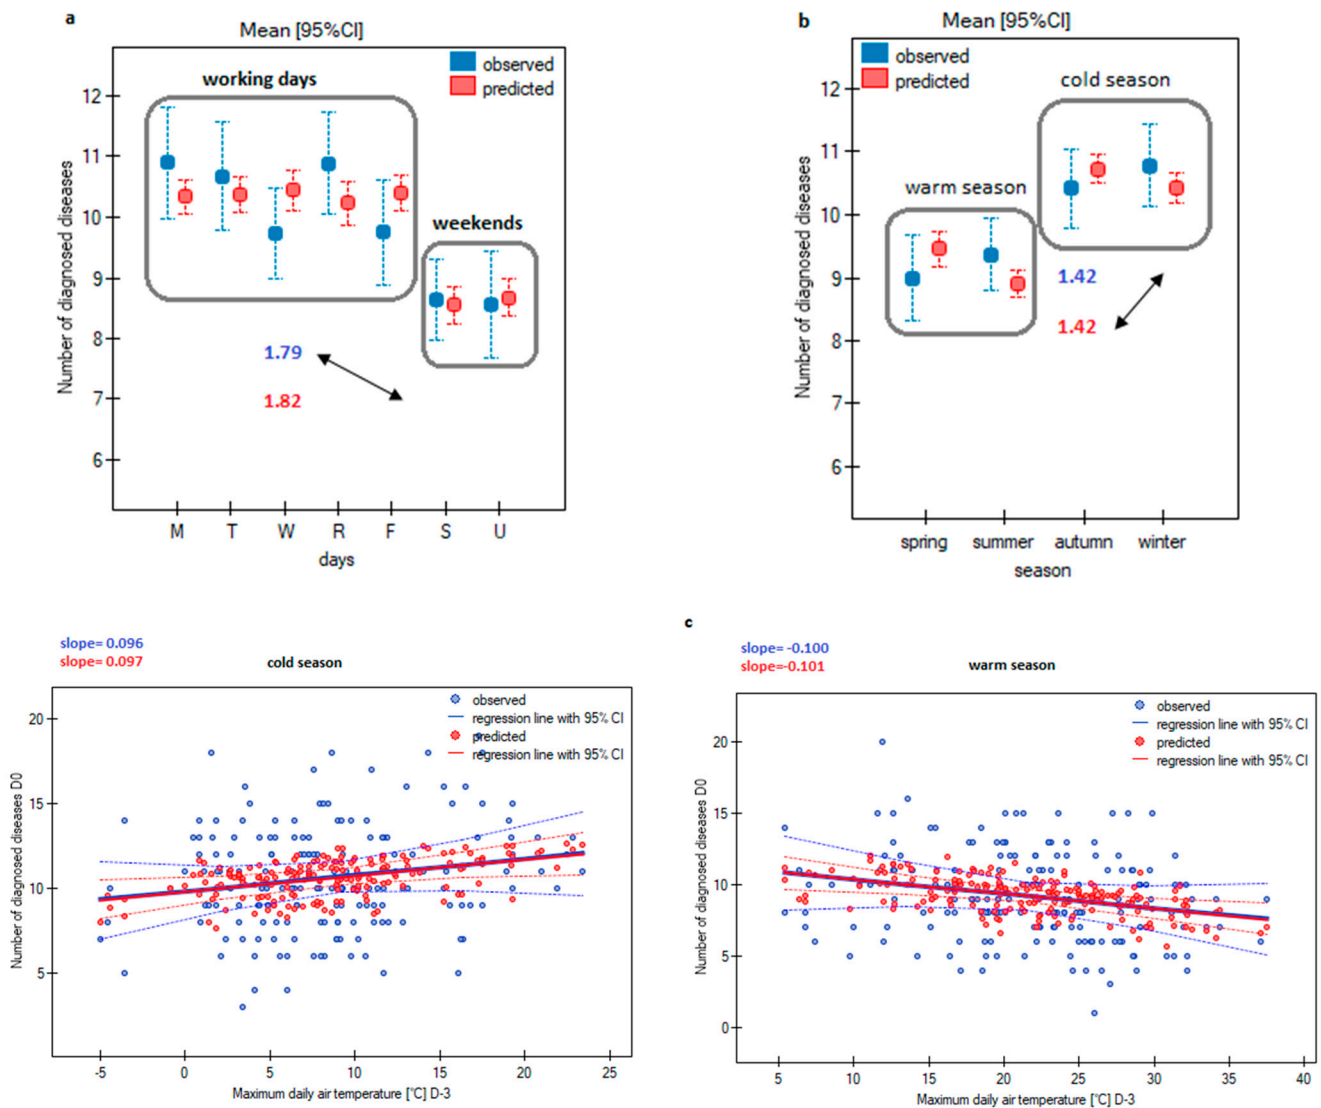 a
Mean [95%CI]
observed
predicted
working days
weekends
12
11
10
9
8
7
6
Number of diagnosed diseases
1.79
1.82
M T W R F S U
days
b
Mean [95%CI]
observed
predicted
cold season
warm season
12
11
10
9
8
7
6
Number of diagnosed diseases
1.42
1.42
spring summer autumn winter
season
slope= 0.096
slope= 0.097
cold season
observed
regression line with 95% CI
predicted
regression line with 95% CI
20
15
10
5
Number of diagnosed diseases D0
-5 0 5 10 15 20 25
Maximum daily air temperature [°C] D-3
c
slope= -0.100
slope=-0.101
warm season
observed
regression line with 95% CI
predicted
regression line with 95% CI
20
15
10
5
0
Number of diagnosed diseases D0
5 10 15 20 25 30 35 40
Maximum daily air temperature [°C] D-3